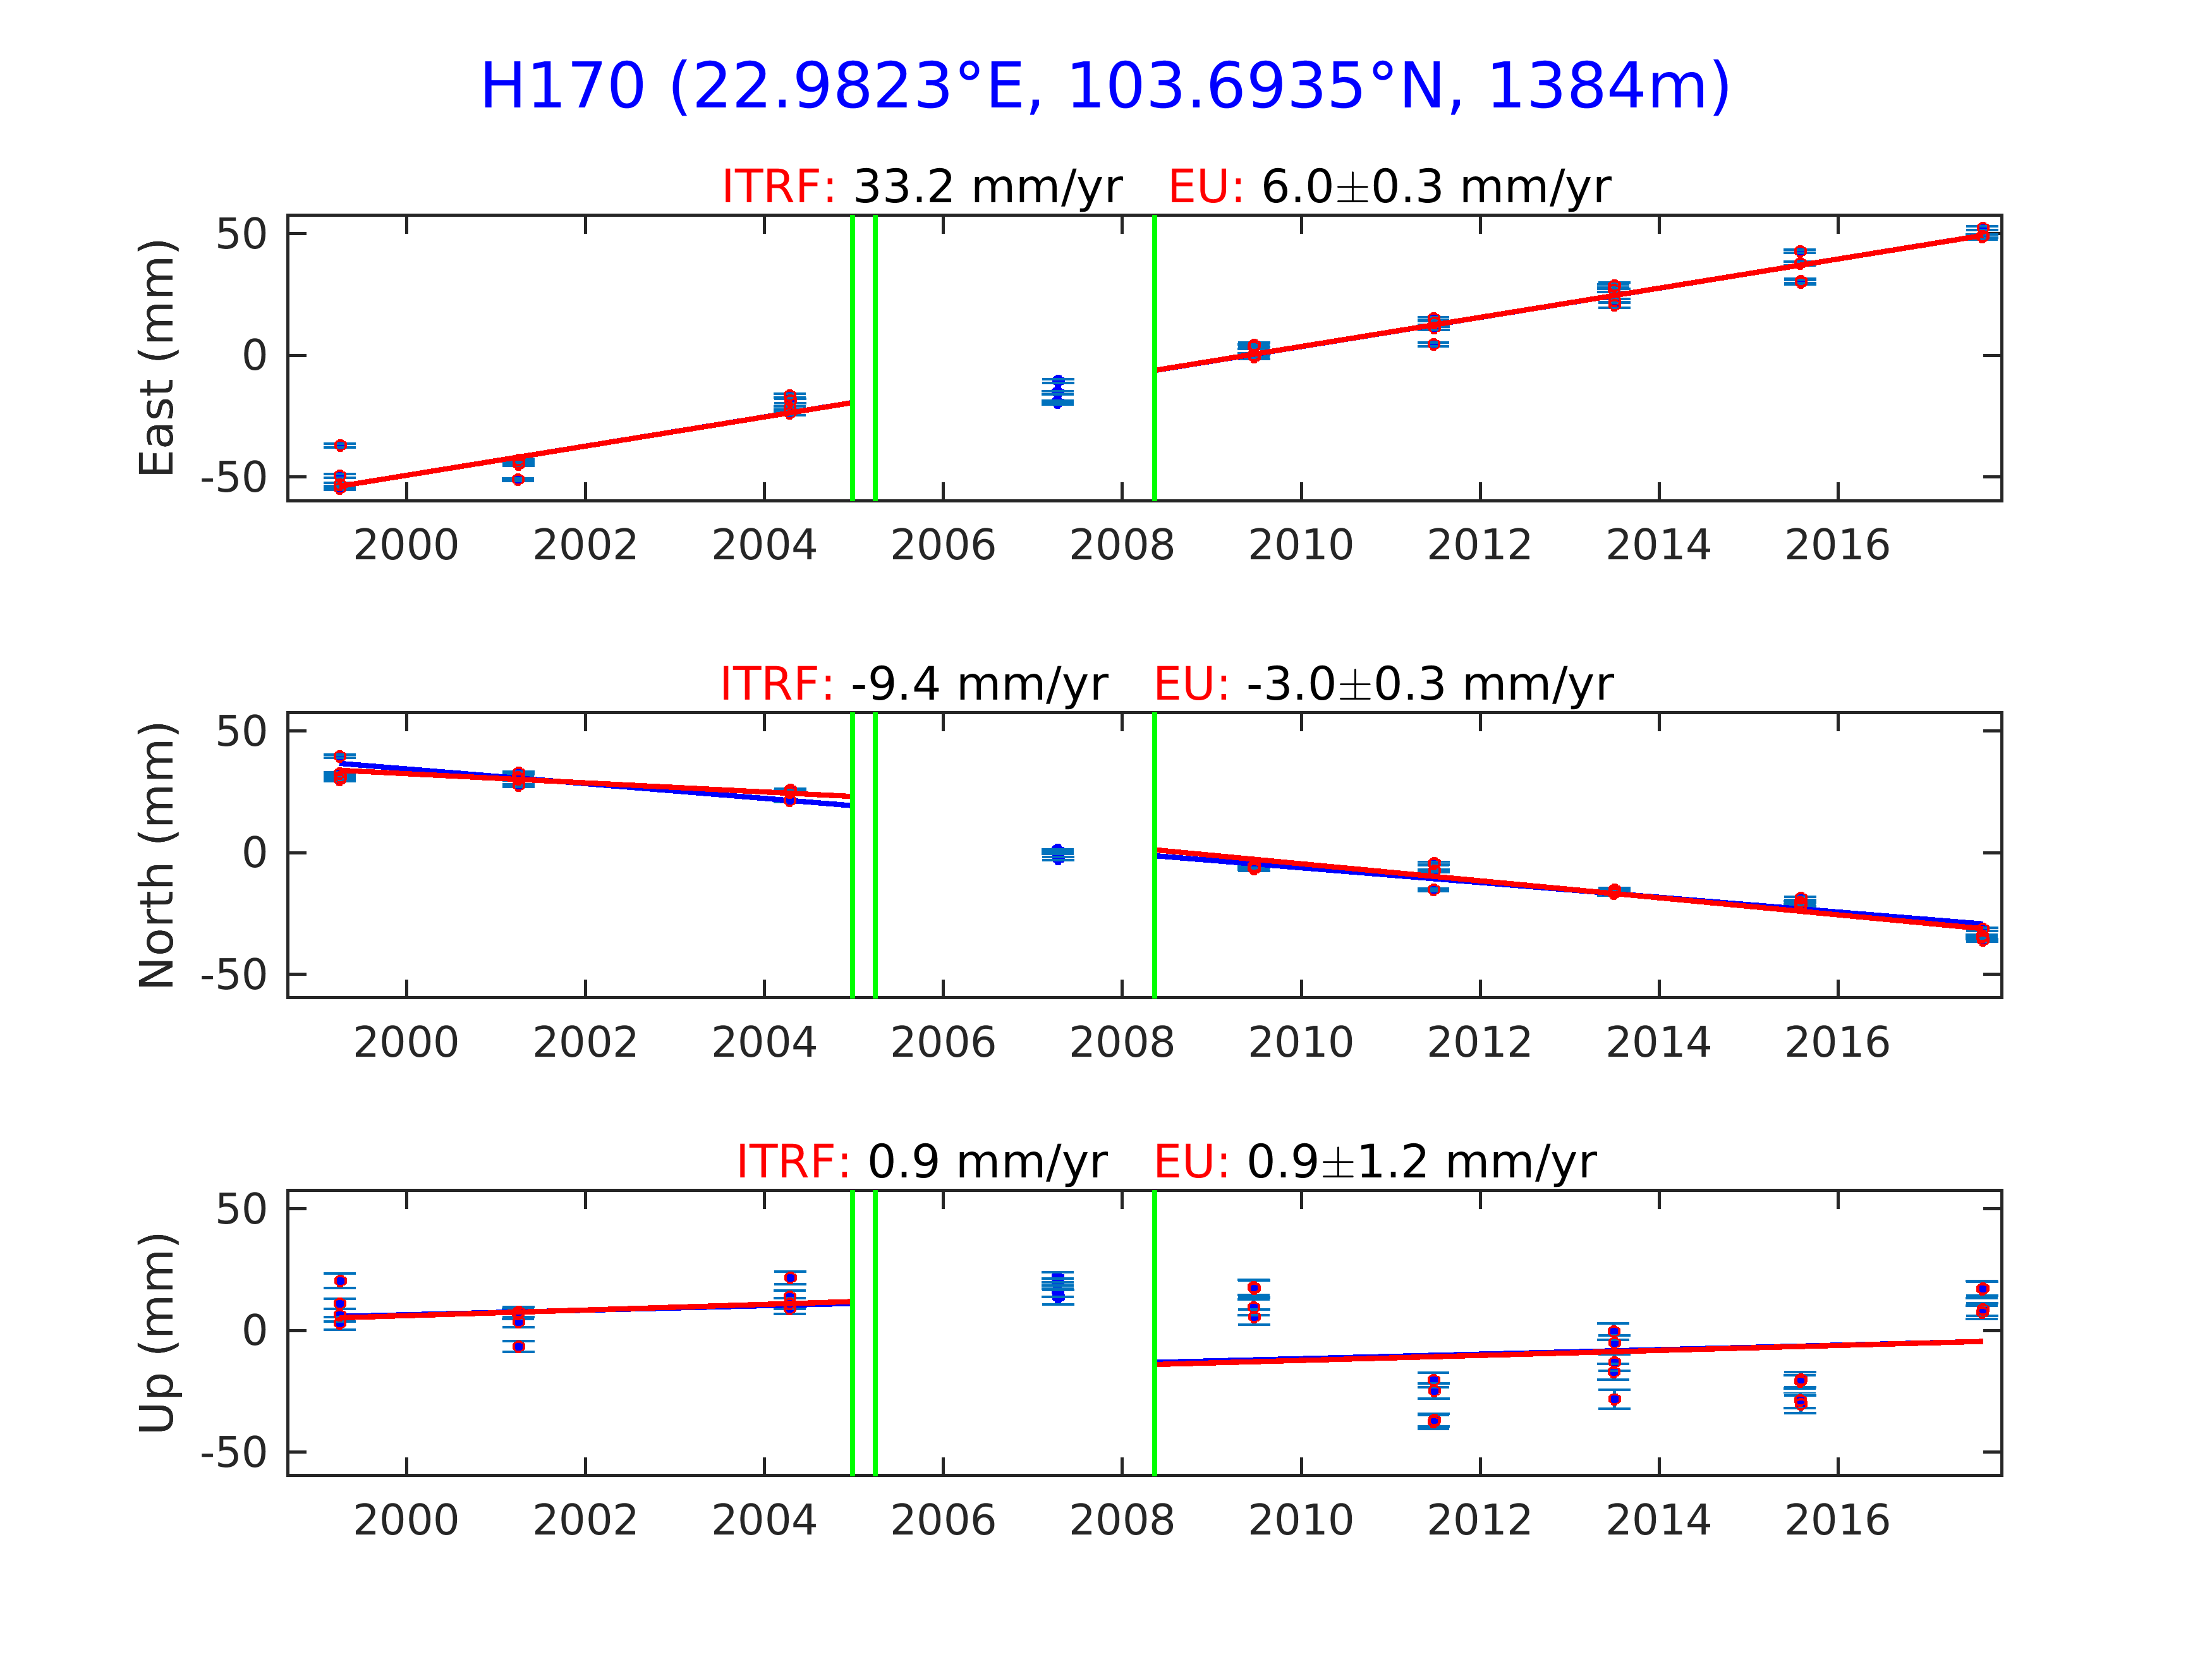 H170 (22.9823°E, 103.6935°N, 1384m)
ITRF: 33.2 mm/yr EU: 6.0±0.3 mm/yr
East (mm)
50
0
-50
2000 2002 2004 2006 2008 2010 2012 2014 2016
ITRF: -9.4 mm/yr EU: -3.0±0.3 mm/yr
North (mm)
50
0
-50
2000 2002 2004 2006 2008 2010 2012 2014 2016
ITRF: 0.9 mm/yr EU: 0.9±1.2 mm/yr
Up (mm)
50
0
-50
2000 2002 2004 2006 2008 2010 2012 2014 2016